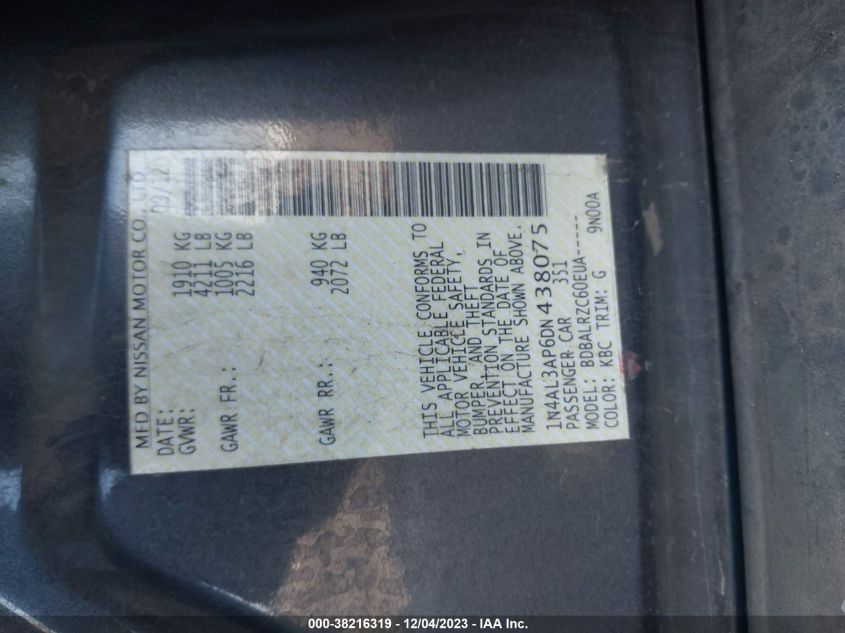 MFD BY NISSAN MOTOR CO., LTD.
DATE: 09/12
GVWR: 1910 KG
4211 LB
GAWR FR.: 1005 KG
2216 LB
GAWR RR.: 940 KG
2072 LB
THIS VEHICLE CONFORMS TO
ALL APPLICABLE FEDERAL
MOTOR VEHICLE SAFETY,
BUMPER, AND THEFT
PREVENTION STANDARDS IN
EFFECT ON THE DATE OF
MANUFACTURE SHOWN ABOVE.
1N4AL3AP6DN438075
PASSENGER CAR 351
MODEL: BDBALRZC60EUA-----
COLOR: KBC TRIM: G 9N00A
000-38216319 - 12/04/2023 - IAA Inc.